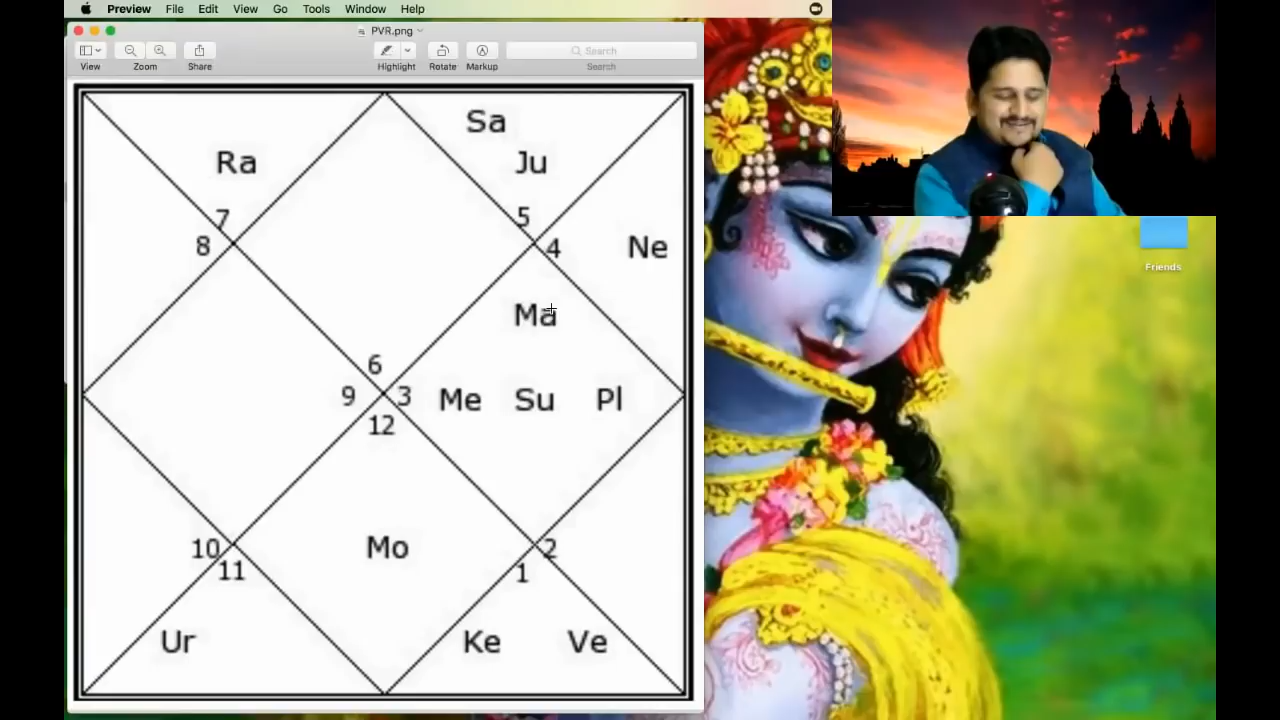 Preview File Edit View Go Tools Window Help
PVR.png
Search
View Zoom Share Highlight Rotate Markup Search
Sa
Ra Ju
7 5
8 4 Ne
Ma
6
9 3 Me Su Pl
12
Mo
10 2
11 1
Ur Ke Ve
Friends